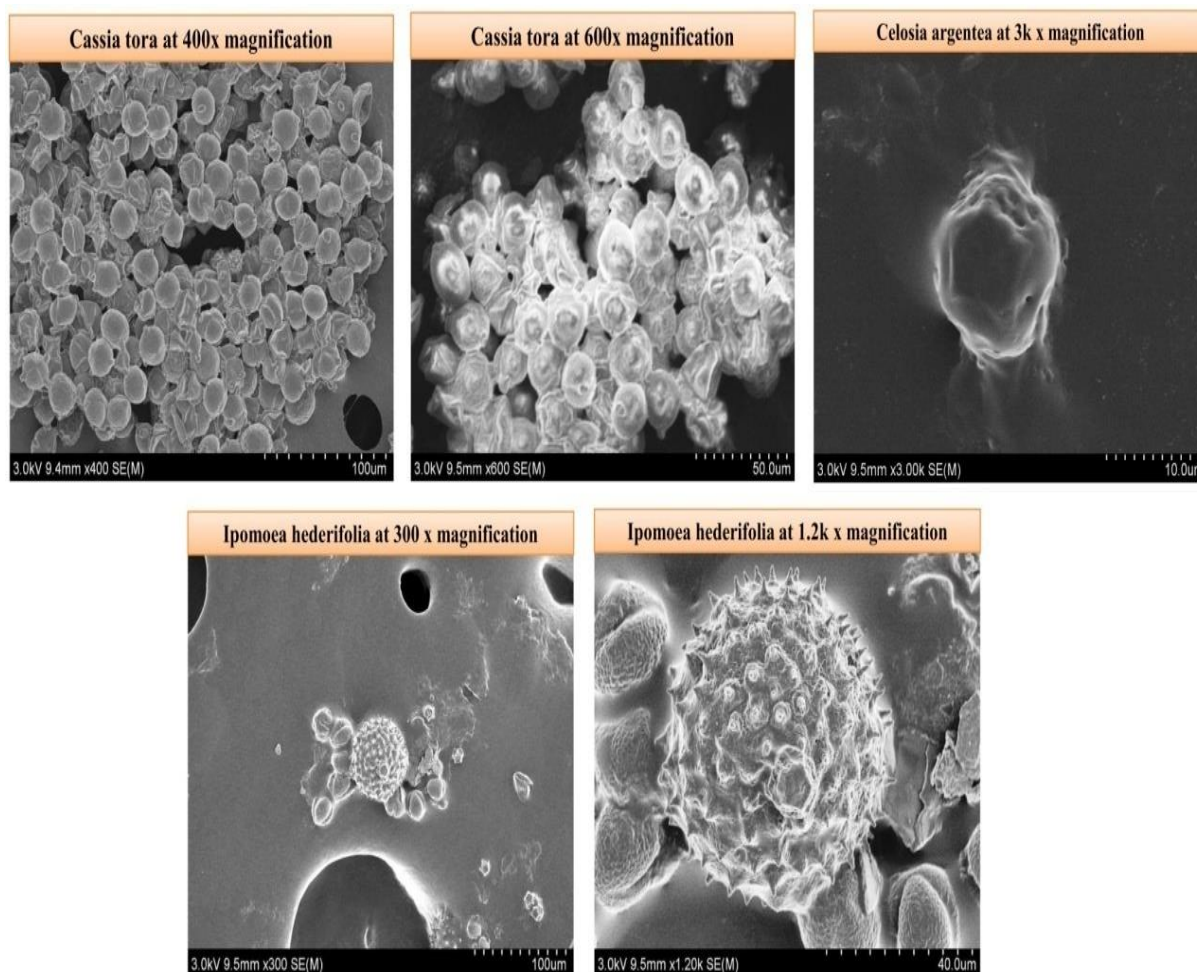 Cassia tora at 400x magnification
Cassia tora at 600x magnification
Celosia argentea at 3k x magnification
3.0kV 9.4mm x400 SE(M)
100um
3.0kV 9.5mm x600 SE(M)
50.0um
3.0kV 9.5mm x3.00k SE(M)
10.0um
Ipomoea hederifolia at 300 x magnification
Ipomoea hederifolia at 1.2k x magnification
3.0kV 9.5mm x300 SE(M)
100um
3.0kV 9.5mm x1.20k SE(M)
40.0um